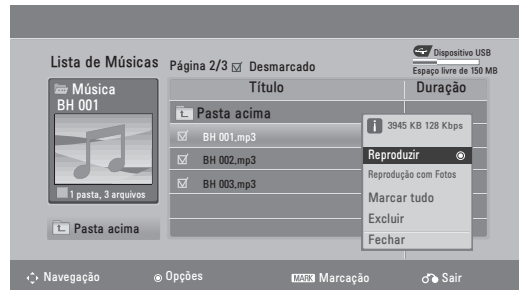 Dispositivo USB
Espaço livre de 150 MB
Lista de Músicas
Página 2/3 Desmarcado
Música
BH 001
1 pasta, 3 arquivos
Pasta acima
Título
Duração
Pasta acima
BH 001.mp3
BH 002.mp3
BH 003.mp3
3945 KB 128 Kbps
Reproduzir
Reprodução com Fotos
Marcar tudo
Excluir
Fechar
Navegação
Opções
MARK Marcação
Sair